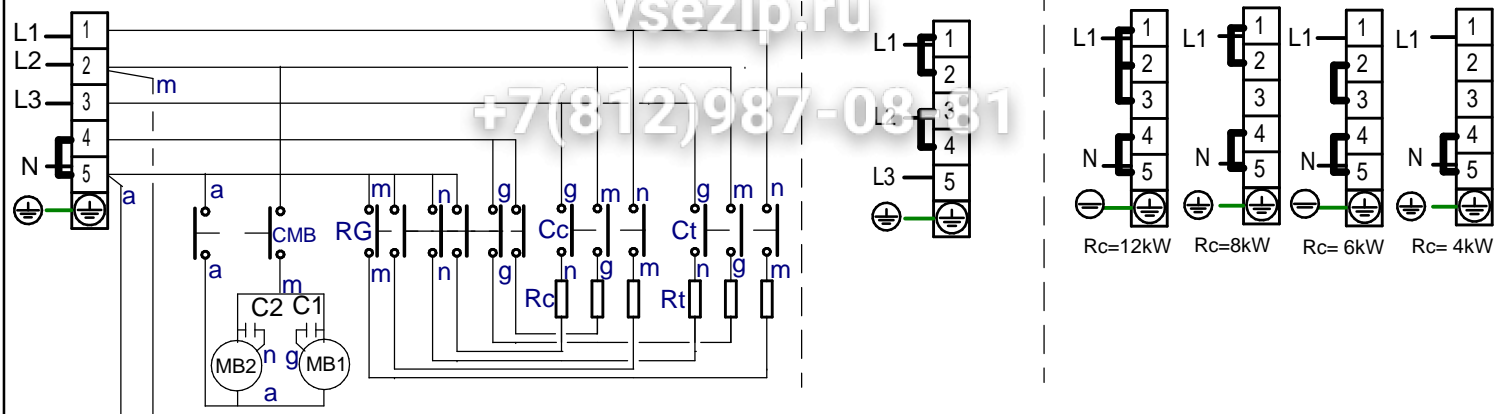 vsezip.ru
+7(812)987-08-81
L1 1
L2 2
m
L3 3
4
N 5
a
a
CMB
a
m
C2 C1
MB2 n g MB1
a
RG
m n g
m n g
Cc
g m n
n g m
Rc
Ct
g m n
n g m
Rt
L1 1
2
L2 3
4
L3 5
L1 1
2
3
4
N 5
Rc=12kW
L1 1
2
3
4
N 5
Rc=8kW
L1 1
2
3
4
N 5
Rc= 6kW
L1 1
2
3
4
N 5
Rc= 4kW